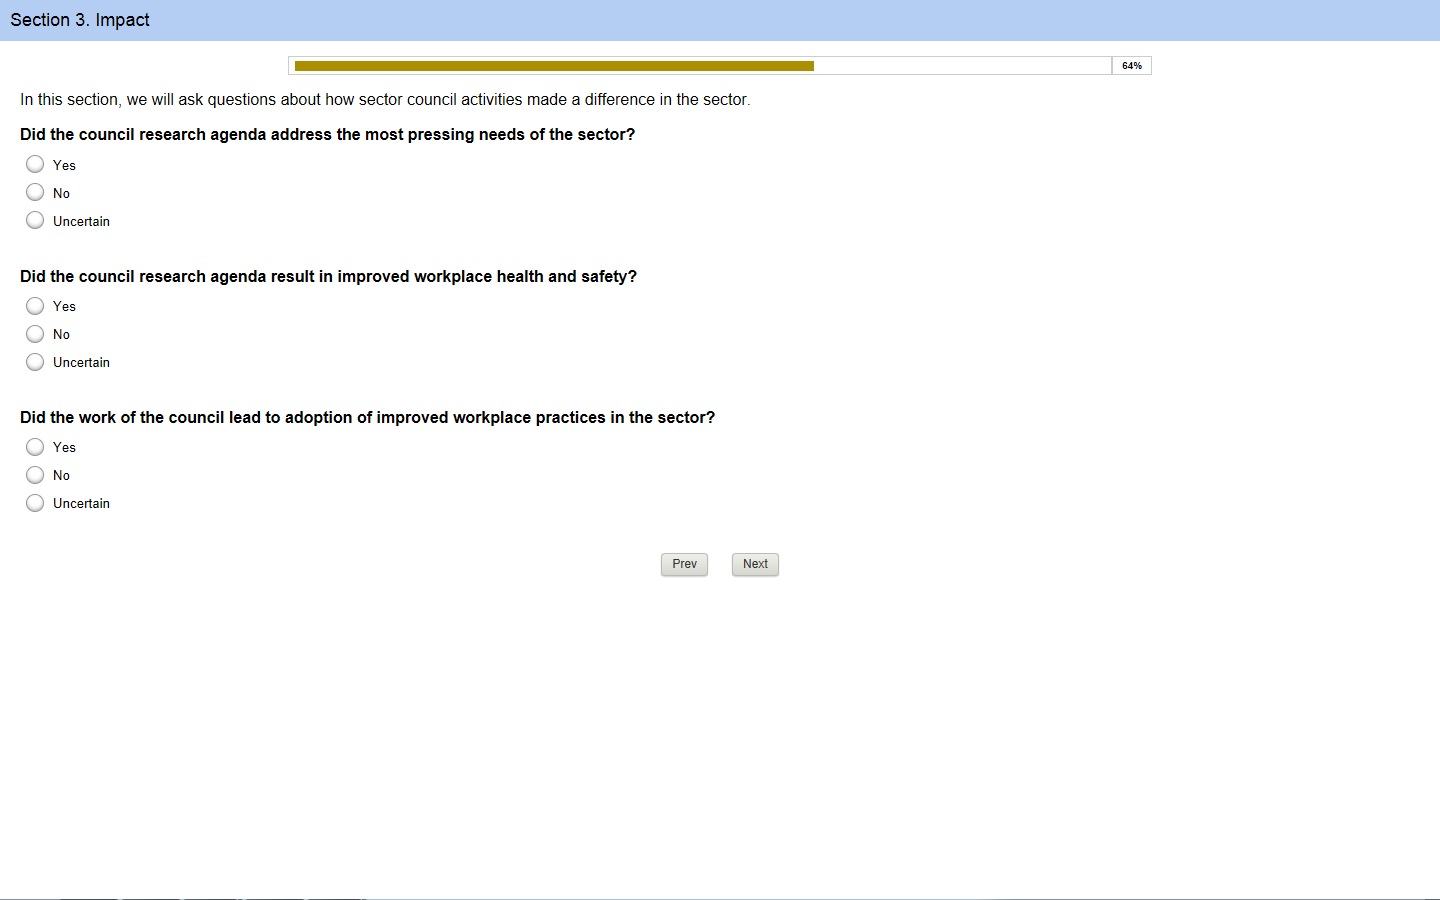 Section 3. Impact
64%
In this section, we will ask questions about how sector council activities made a difference in the sector.
Did the council research agenda address the most pressing needs of the sector?
Yes
No
Uncertain
Did the council research agenda result in improved workplace health and safety?
Yes
No
Uncertain
Did the work of the council lead to adoption of improved workplace practices in the sector?
Yes
No
Uncertain
Prev Next